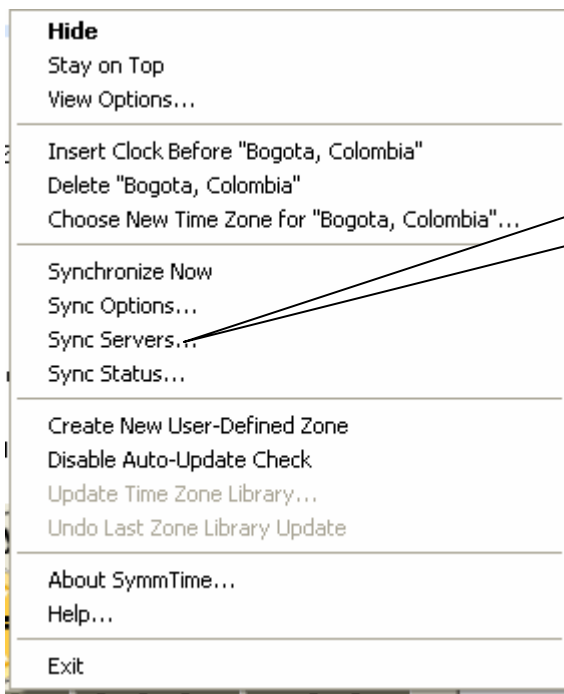 Hide
Stay on Top
View Options...
Insert Clock Before "Bogota, Colombia"
Delete "Bogota, Colombia"
Choose New Time Zone for "Bogota, Colombia"...
Synchronize Now
Sync Options...
Sync Servers...
Sync Status...
Create New User-Defined Zone
Disable Auto-Update Check
Update Time Zone Library...
Undo Last Zone Library Update
About SymmTime...
Help...
Exit